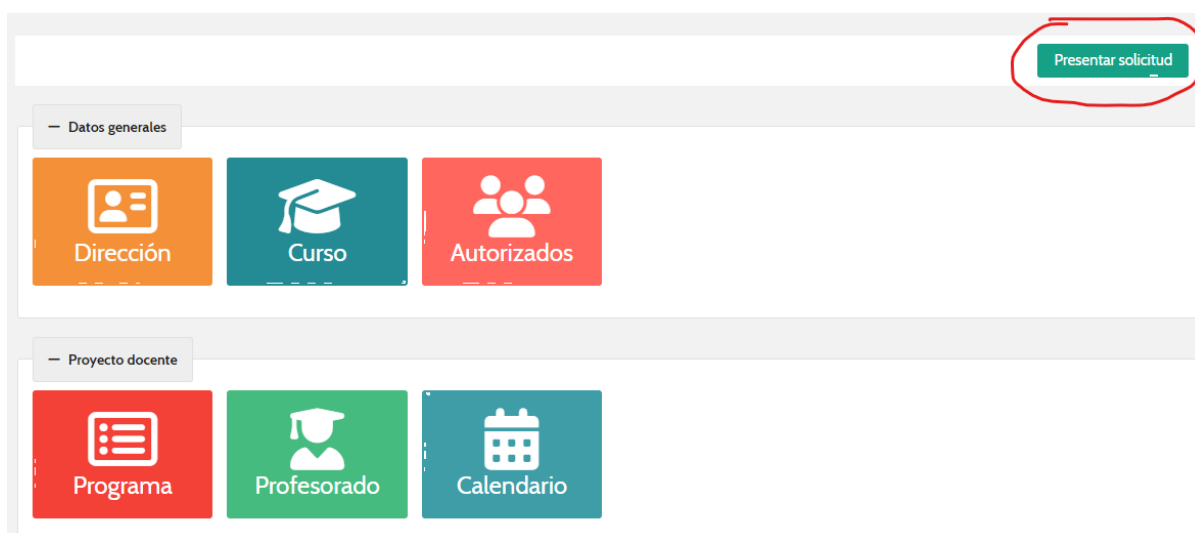 Presentar solicitud
— Datos generales
Dirección
Curso
Autorizados
— Proyecto docente
Programa
Profesorado
Calendario